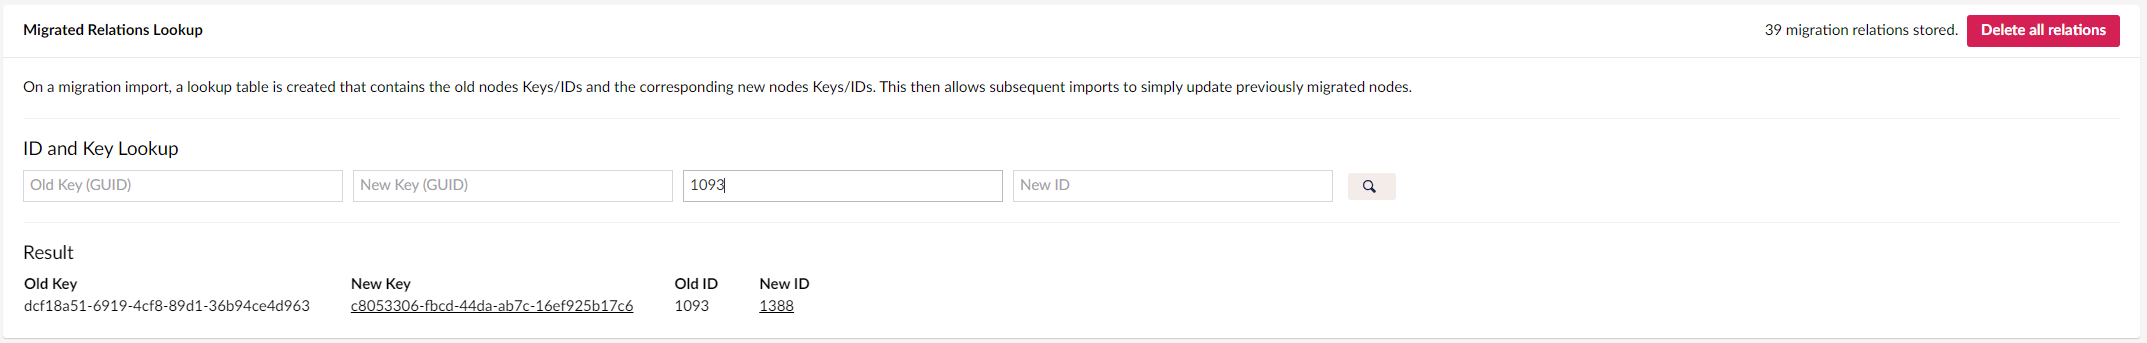 Migrated Relations Lookup
39 migration relations stored.
Delete all relations
On a migration import, a lookup table is created that contains the old nodes Keys/IDs and the corresponding new nodes Keys/IDs. This then allows subsequent imports to simply update previously migrated nodes.
ID and Key Lookup
Old Key (GUID) New Key (GUID) 1093 New ID
Result
Old Key New Key Old ID New ID
dcf18a51-6919-4cf8-89d1-36b94ce4d963 c8053306-fbcd-44da-ab7c-16ef925b17c6 1093 1388